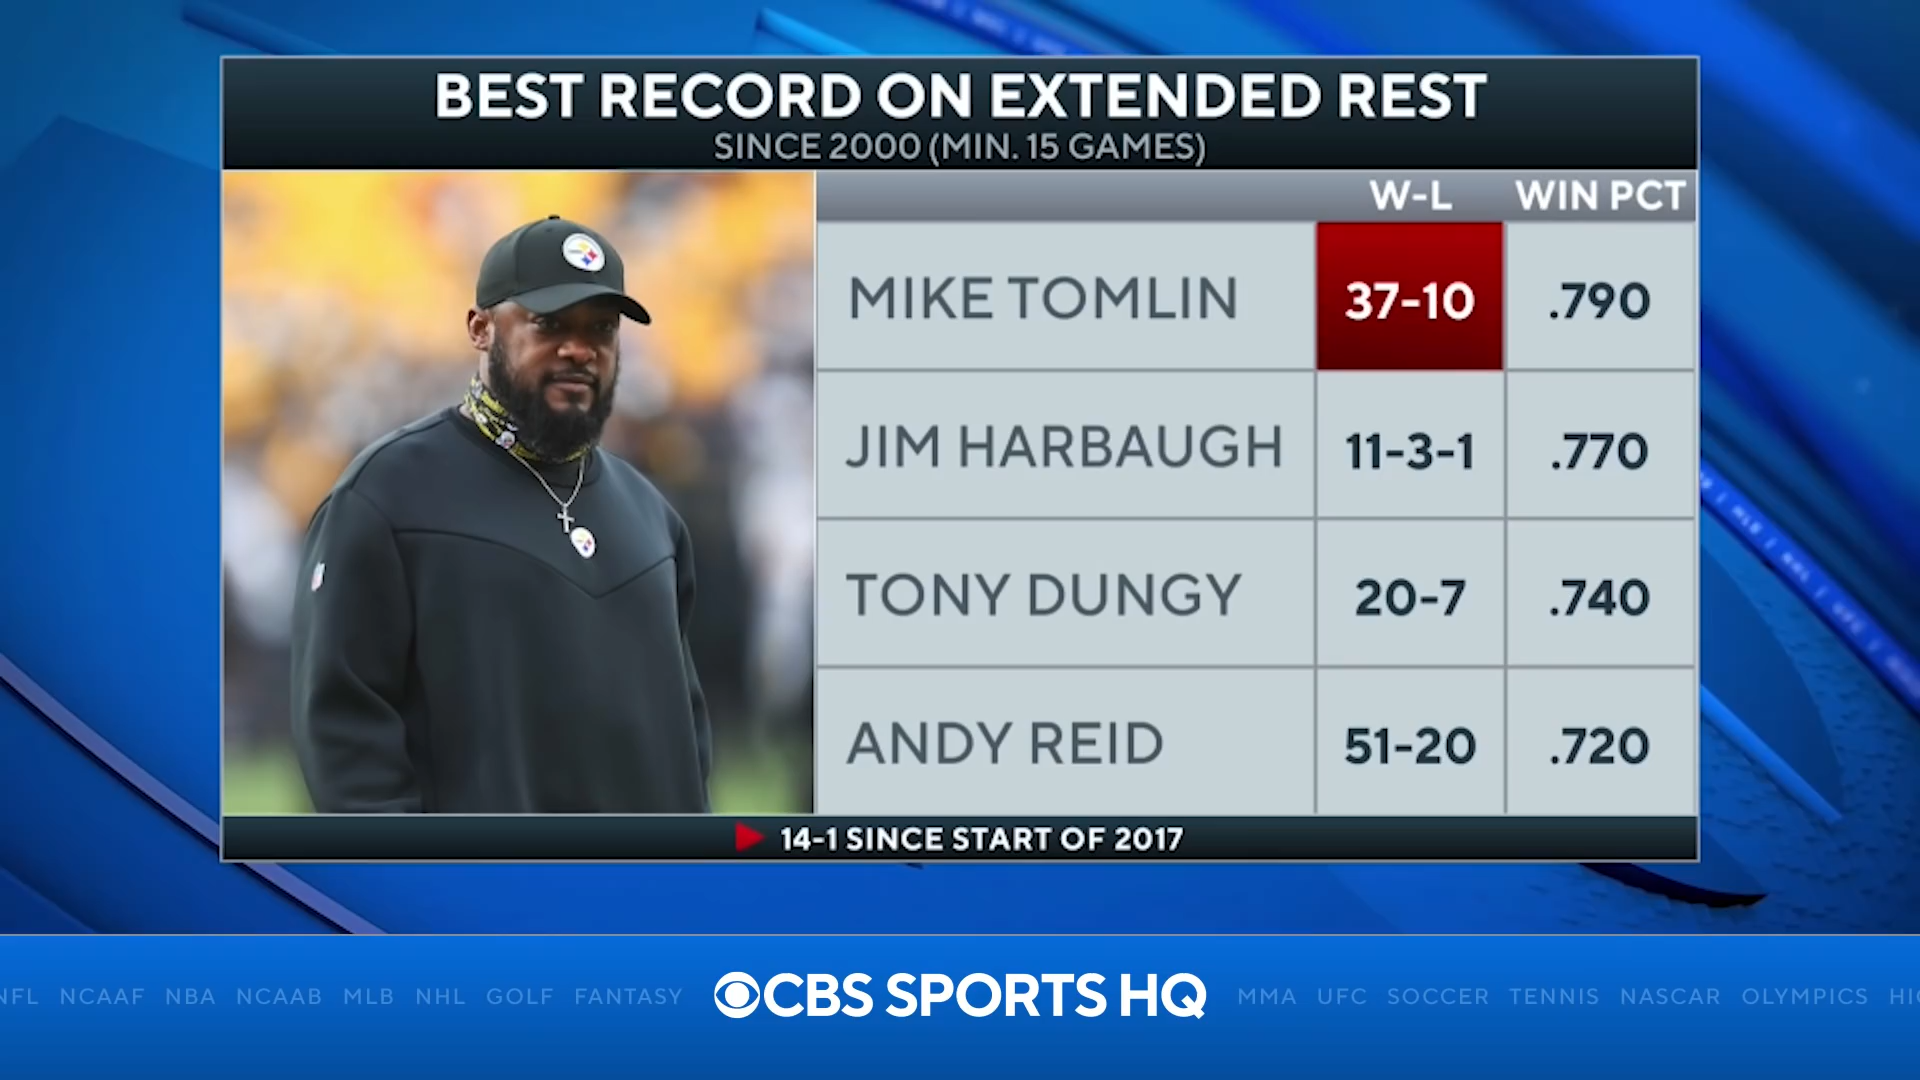 BEST RECORD ON EXTENDED REST
SINCE 2000 (MIN. 15 GAMES)
W-L WIN PCT
MIKE TOMLIN 37-10 .790
JIM HARBAUGH 11-3-1 .770
TONY DUNGY 20-7 .740
ANDY REID 51-20 .720
14-1 SINCE START OF 2017
NFL NCAAF NBA NCAAB MLB NHL GOLF FANTASY CBS SPORTS HQ MMA UFC SOCCER TENNIS NASCAR OLYMPICS